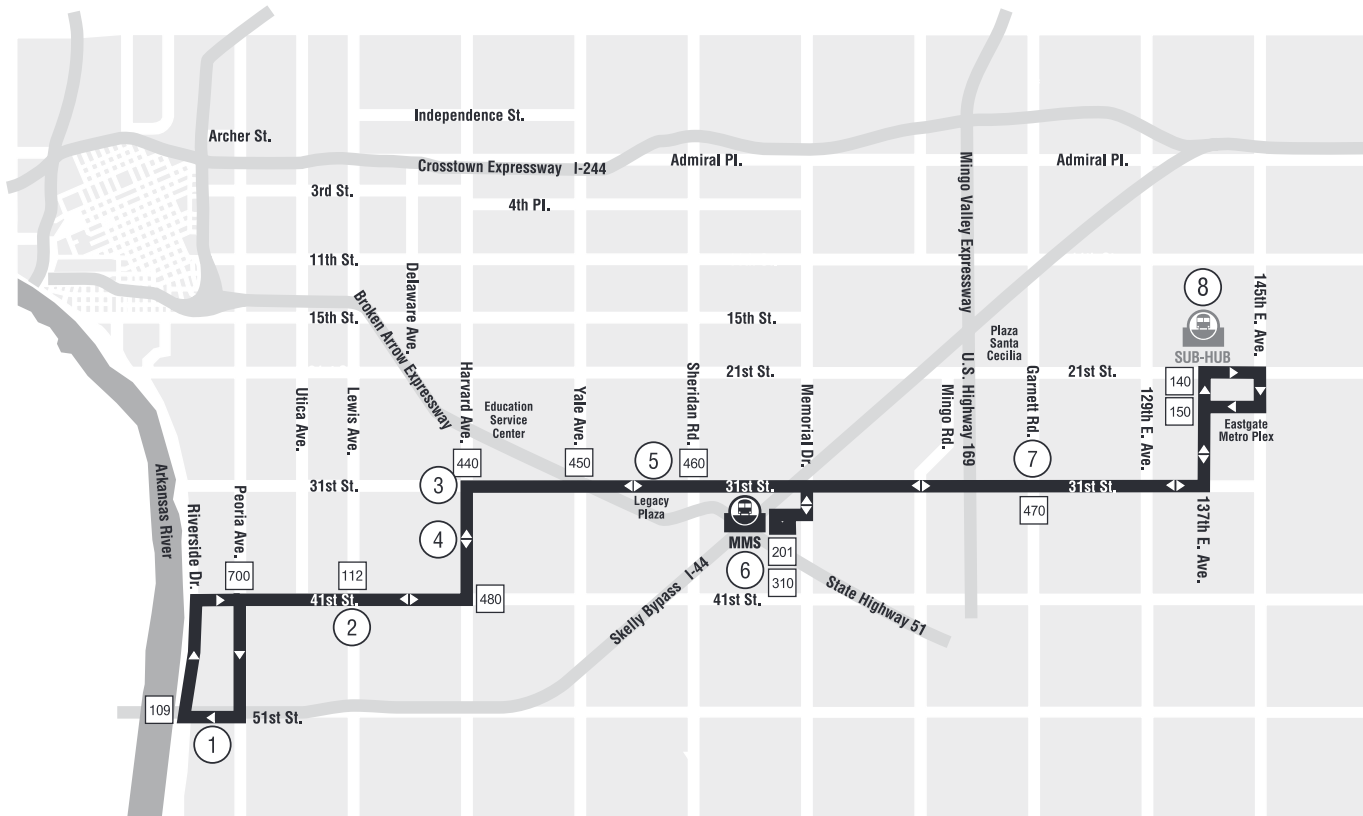 Independence St.
Archer St.
Crosstown Expressway I-244
Admiral Pl.
Admiral Pl.
3rd St.
4th Pl.
Mingo Valley Expressway
11th St.
Delaware Ave.
145th E. Ave.
8
SUB-HUB
15th St.
15th St.
Broken Arrow Expressway
Plaza
Santa
Cecilia
U.S. Highway 169
21st St.
21st St.
140
150
Eastgate
Metro Plex
Utica Ave.
Lewis Ave.
Harvard Ave.
Education
Service
Center
Yale Ave.
Sheridan Rd.
Memorial Dr.
Mingo Rd.
Garnett Rd.
129th E. Ave.
440
450
5
460
7
3
31st St.
31st St.
31st St.
Legacy
Plaza
470
137th E. Ave.
Arkansas River
Riverside Dr.
Peoria Ave.
4
MMS
6
201
310
700
112
41st St.
480
41st St.
2
Skelly Bypass I-44
State Highway 51
109
51st St.
1